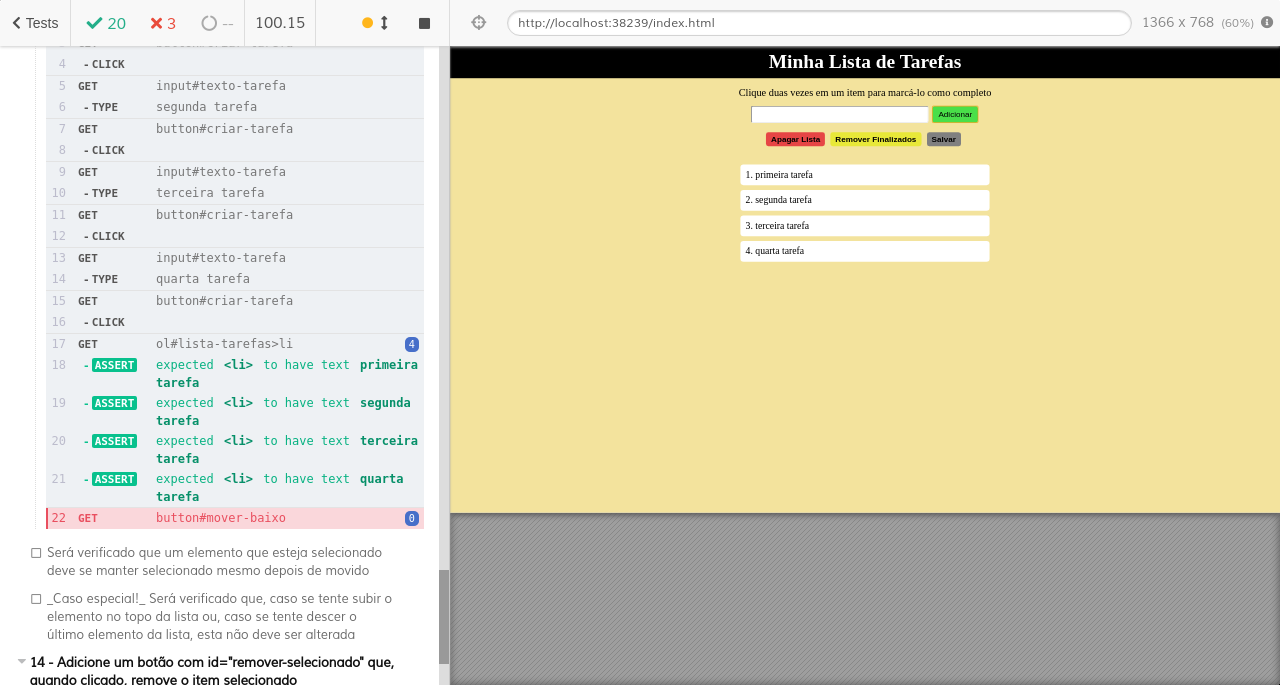 Tests 20 3 -- 100.15
http://localhost:38239/index.html 1366 x 768 (60%)
4 -CLICK
5 GET input#texto-tarefa
6 -TYPE segunda tarefa
7 GET button#criar-tarefa
8 -CLICK
9 GET input#texto-tarefa
10 -TYPE terceira tarefa
11 GET button#criar-tarefa
12 -CLICK
13 GET input#texto-tarefa
14 -TYPE quarta tarefa
15 GET button#criar-tarefa
16 -CLICK
17 GET ol#lista-tarefas>li 4
18 -ASSERT expected <li> to have text primeira
tarefa
19 -ASSERT expected <li> to have text segunda
tarefa
20 -ASSERT expected <li> to have text terceira
tarefa
21 -ASSERT expected <li> to have text quarta
tarefa
22 GET button#mover-baixo 0
Será verificado que um elemento que esteja selecionado
deve se manter selecionado mesmo depois de movido
_Caso especial!_ Será verificado que, caso se tente subir o
elemento no topo da lista ou, caso se tente descer o
último elemento da lista, esta não deve ser alterada
14 - Adicione um botão com id="remover-selecionado" que,
quando clicado, remove o item selecionado
Minha Lista de Tarefas
Clique duas vezes em um item para marcá-lo como completo
Adicionar
Apagar Lista Remover Finalizados Salvar
1. primeira tarefa
2. segunda tarefa
3. terceira tarefa
4. quarta tarefa